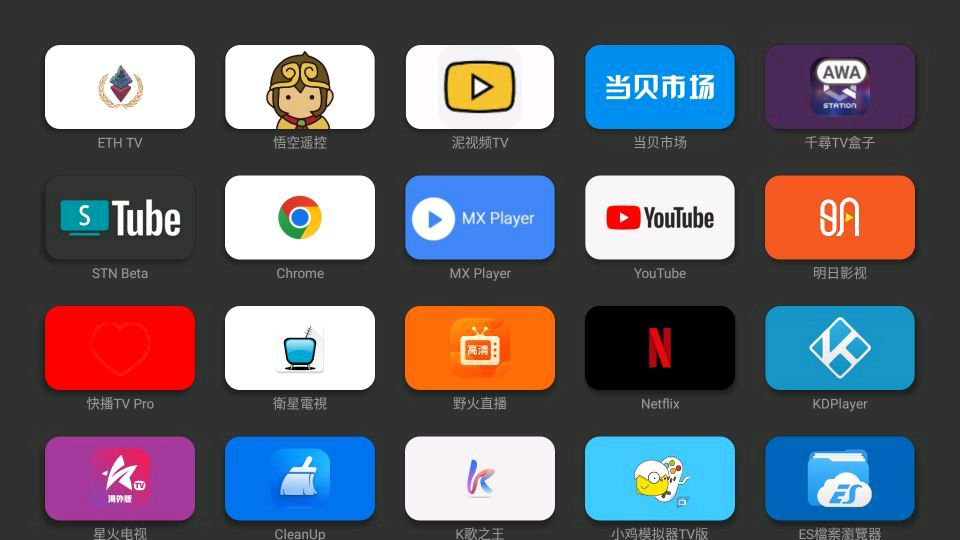 当贝市场
AWA
STATION
ETH TV
悟空遥控
泥视频TV
当贝市场
千尋TV盒子
S Tube
MX Player
YouTube
STN Beta
Chrome
MX Player
YouTube
明日影视
高清
N
快播TV Pro
衛星電視
野火直播
Netflix
KDPlayer
TV
海外版
ES
星火电视
CleanUp
K歌之王
小鸡模拟器TV版
ES檔案瀏覽器